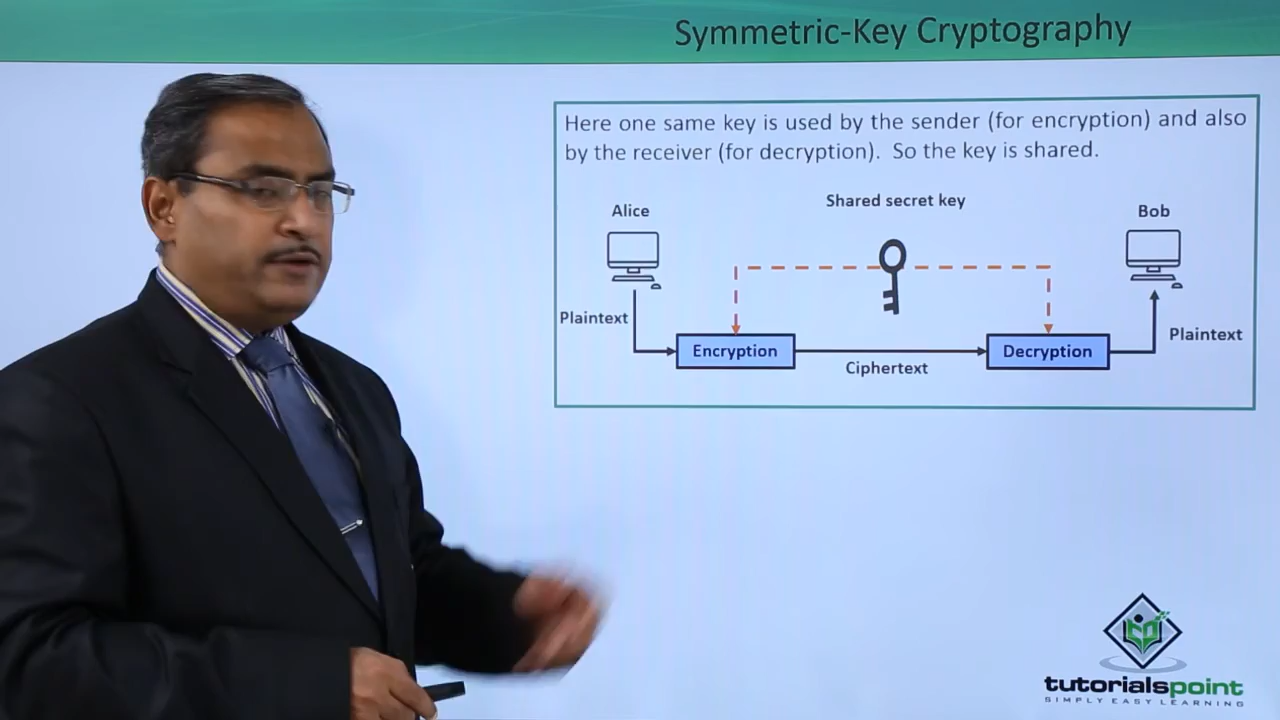 Symmetric-Key Cryptography
Here one same key is used by the sender (for encryption) and also
by the receiver (for decryption). So the key is shared.
Shared secret key
Alice
Bob
Plaintext
Plaintext
Encryption
Decryption
Ciphertext
tutorialspoint
SIMPLY EASY LEARNING